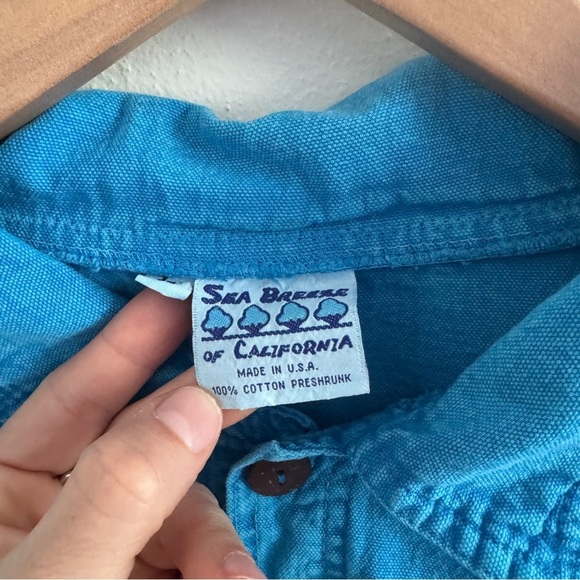 SEA BREEZE
OF CALIFORNIA
MADE IN U.S.A.
100% COTTON PRESHRUNK